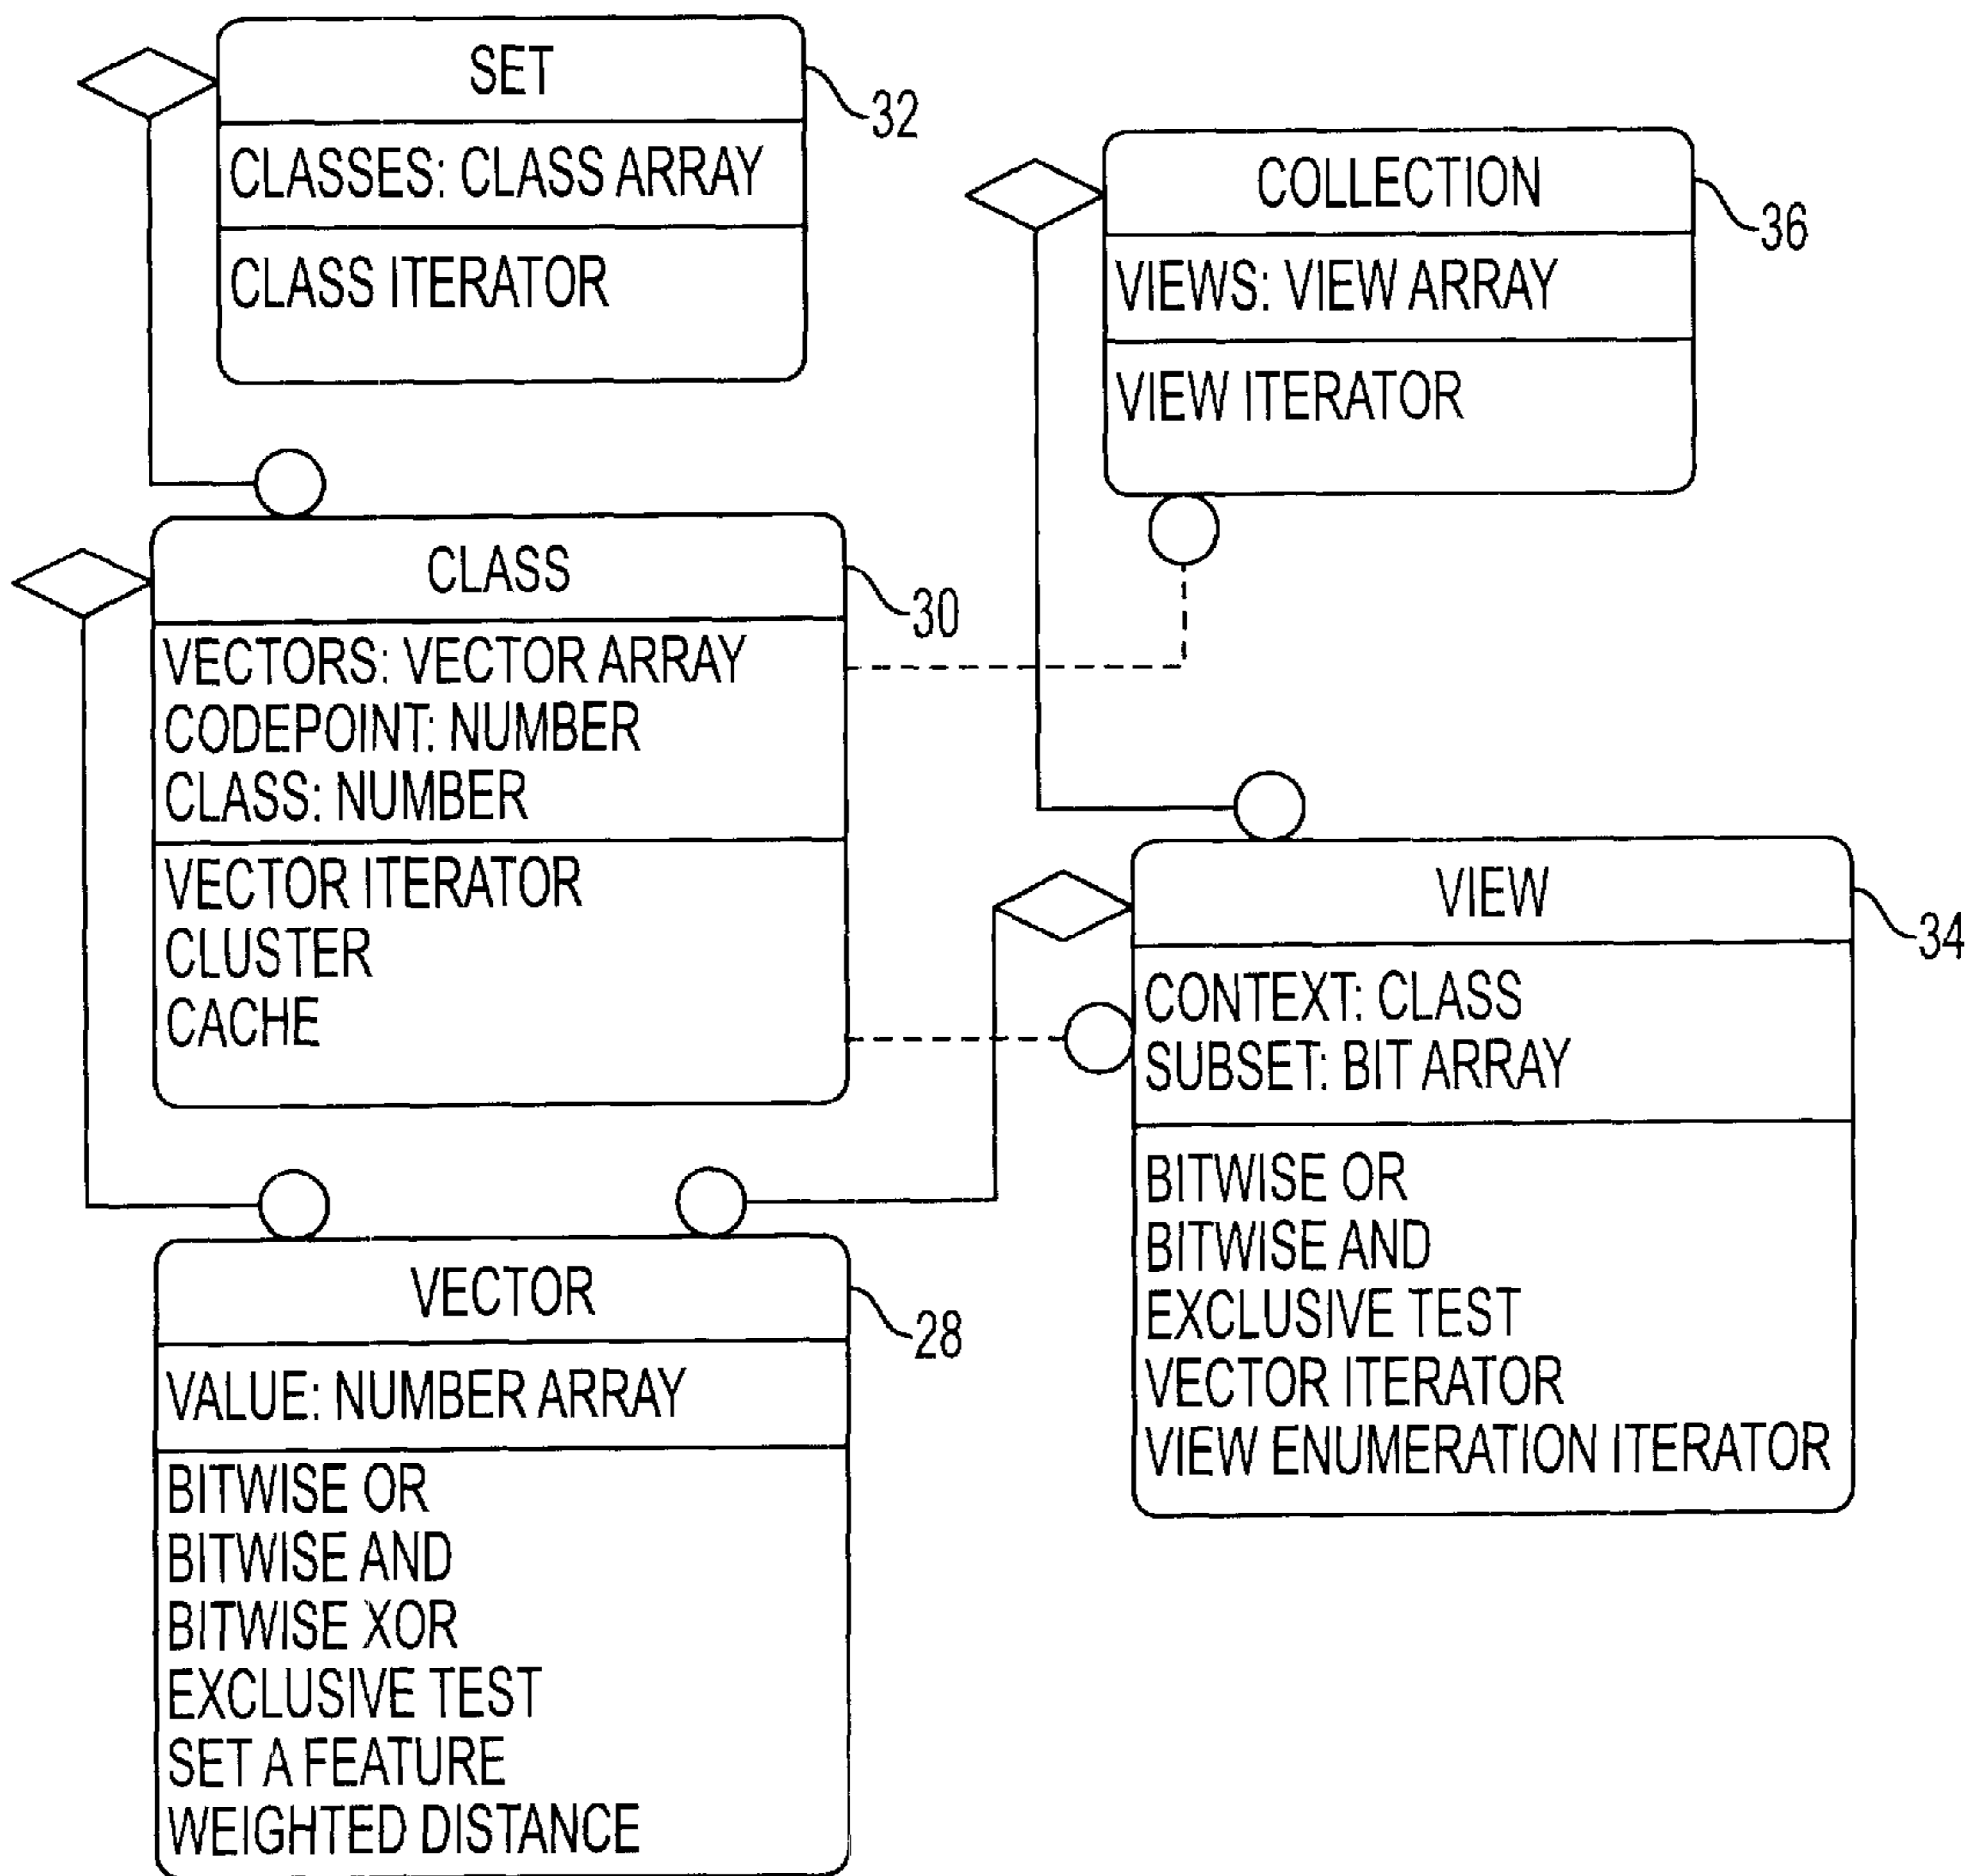 SET
32
CLASSES: CLASS ARRAY
CLASS ITERATOR
COLLECTION
36
VIEWS: VIEW ARRAY
VIEW ITERATOR
CLASS
30
VECTORS: VECTOR ARRAY
CODEPOINT: NUMBER
CLASS: NUMBER
VECTOR ITERATOR
CLUSTER
CACHE
VIEW
34
CONTEXT: CLASS
SUBSET: BIT ARRAY
BITWISE OR
BITWISE AND
EXCLUSIVE TEST
VECTOR ITERATOR
VIEW ENUMERATION ITERATOR
VECTOR
28
VALUE: NUMBER ARRAY
BITWISE OR
BITWISE AND
BITWISE XOR
EXCLUSIVE TEST
SET A FEATURE
WEIGHTED DISTANCE